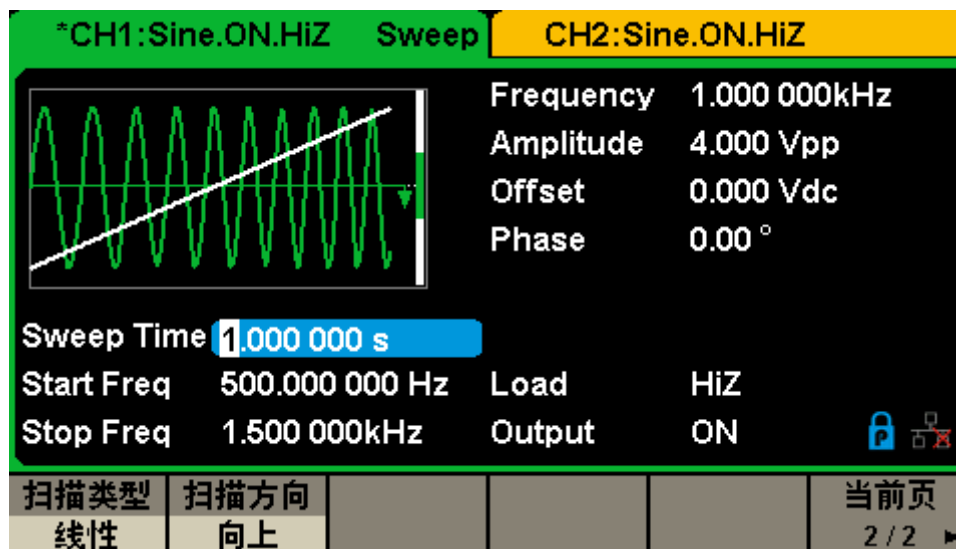 *CH1:Sine.ON.HiZ Sweep CH2:Sine.ON.HiZ
Frequency 1.000 000kHz
Amplitude 4.000 Vpp
Offset 0.000 Vdc
Phase 0.00 °
Sweep Time 1.000 000 s
Start Freq 500.000 000 Hz Load HiZ
Stop Freq 1.500 000kHz Output ON P
扫描类型 扫描方向 当前页
线性 向上 2/2